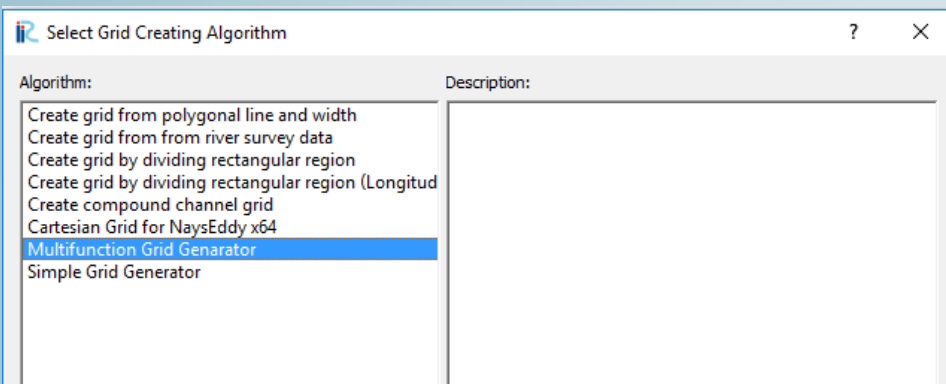 iRC Select Grid Creating Algorithm ? ×
Algorithm: Description:
Create grid from polygonal line and width
Create grid from from river survey data
Create grid by dividing rectangular region
Create grid by dividing rectangular region (Longitud
Create compound channel grid
Cartesian Grid for NaysEddy x64
Multifunction Grid Genarator
Simple Grid Generator